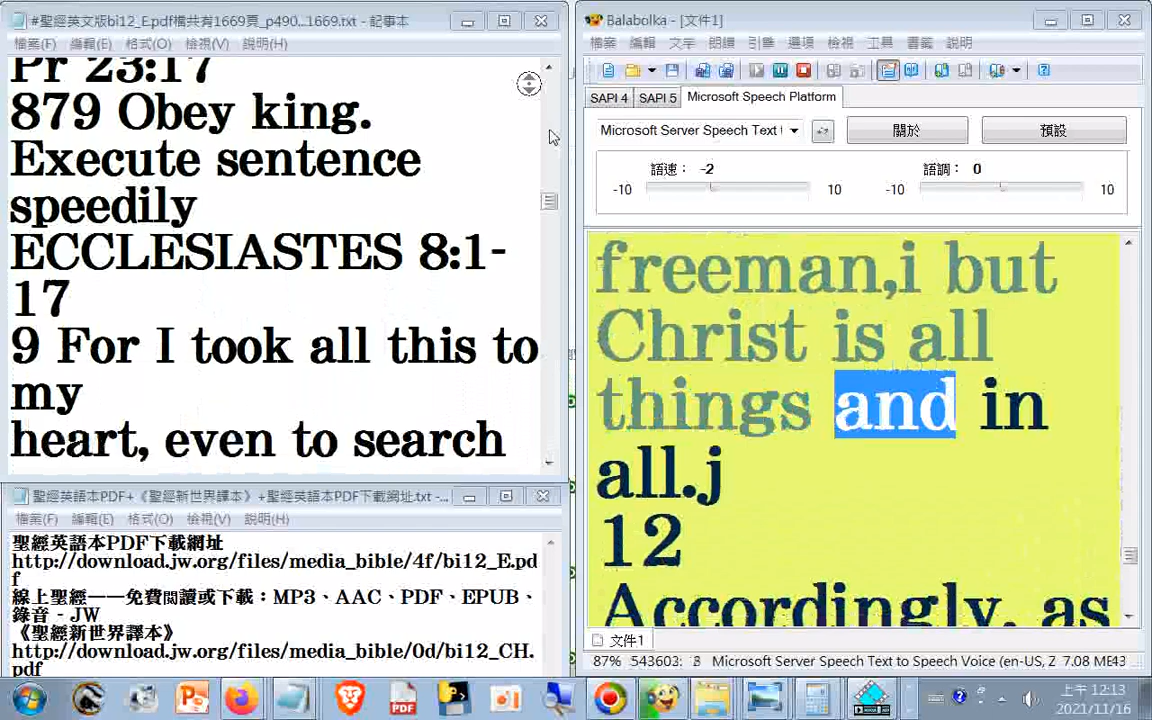 #聖經英文版bi12_E.pdf檔共有1669頁_p490...1669.txt - 記事本
檔案(F) 編輯(E) 格式(O) 檢視(V) 說明(H)
Pr 23:17
879 Obey king.
Execute sentence
speedily
ECCLESIASTES 8:1-
17
9 For I took all this to
my
heart, even to search
聖經英語本PDF+《聖經新世界譯本》+聖經英語本PDF下載網址.txt -...
檔案(F) 編輯(E) 格式(O) 檢視(V) 說明(H)
聖經英語本PDF下載網址
http://download.jw.org/files/media_bible/4f/bi12_E.pd
f
線上聖經——免費閱讀或下載：MP3、AAC、PDF、EPUB、
錄音 - JW
《聖經新世界譯本》
http://download.jw.org/files/media_bible/0d/bi12_CH.
pdf
Balabolka - [文件1]
檔案 編輯 文字 朗讀 引擎 選項 檢視 工具 書籤 說明
SAPI 4 SAPI 5 Microsoft Speech Platform
Microsoft Server Speech Text 關於 預設
語速： -2 語調： 0
-10 10 -10 10
freeman,i but
Christ is all
things and in
all.j
12
Accordingly, as
文件1
87% 543603: Microsoft Server Speech Text to Speech Voice (en-US, Z 7.08 ME43
上午 12:13
2021/11/16